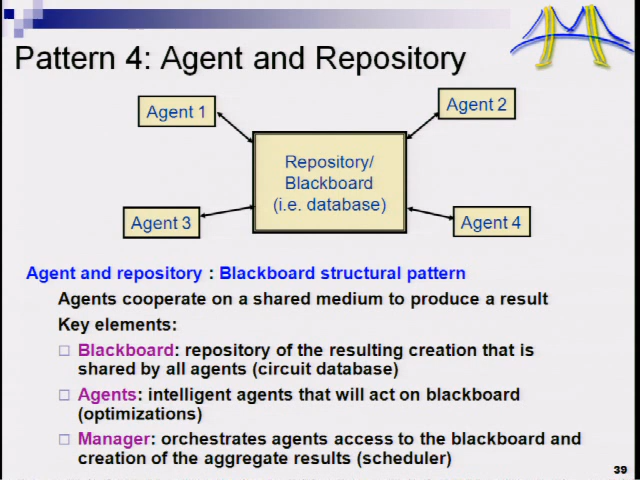 Pattern 4: Agent and Repository
Agent 1
Agent 2
Repository/
Blackboard
(i.e. database)
Agent 3
Agent 4
Agent and repository : Blackboard structural pattern
Agents cooperate on a shared medium to produce a result
Key elements:
Blackboard: repository of the resulting creation that is
shared by all agents (circuit database)
Agents: intelligent agents that will act on blackboard
(optimizations)
Manager: orchestrates agents access to the blackboard and
creation of the aggregate results (scheduler)
39